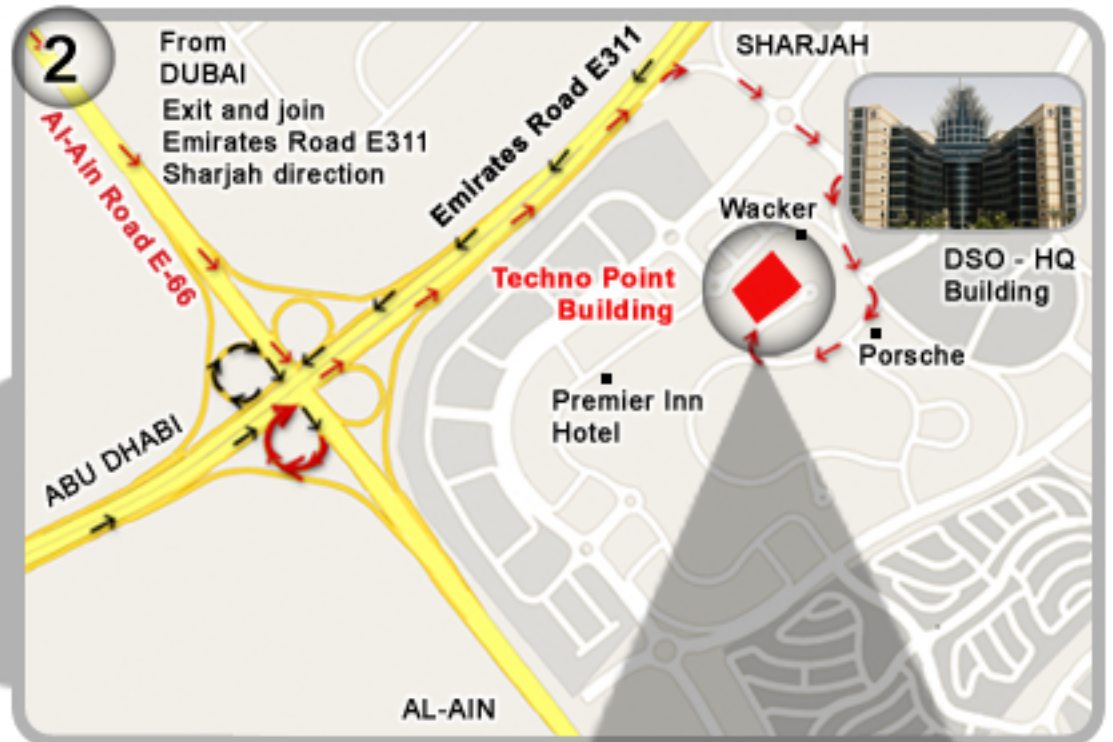 2
From
DUBAI
Exit and join
Emirates Road E311
Sharjah direction
Al-Ain Road E-66
Emirates Road E311
SHARJAH
Wacker
DSO - HQ
Building
Techno Point
Building
Porsche
Premier Inn
Hotel
ABU DHABI
AL-AIN